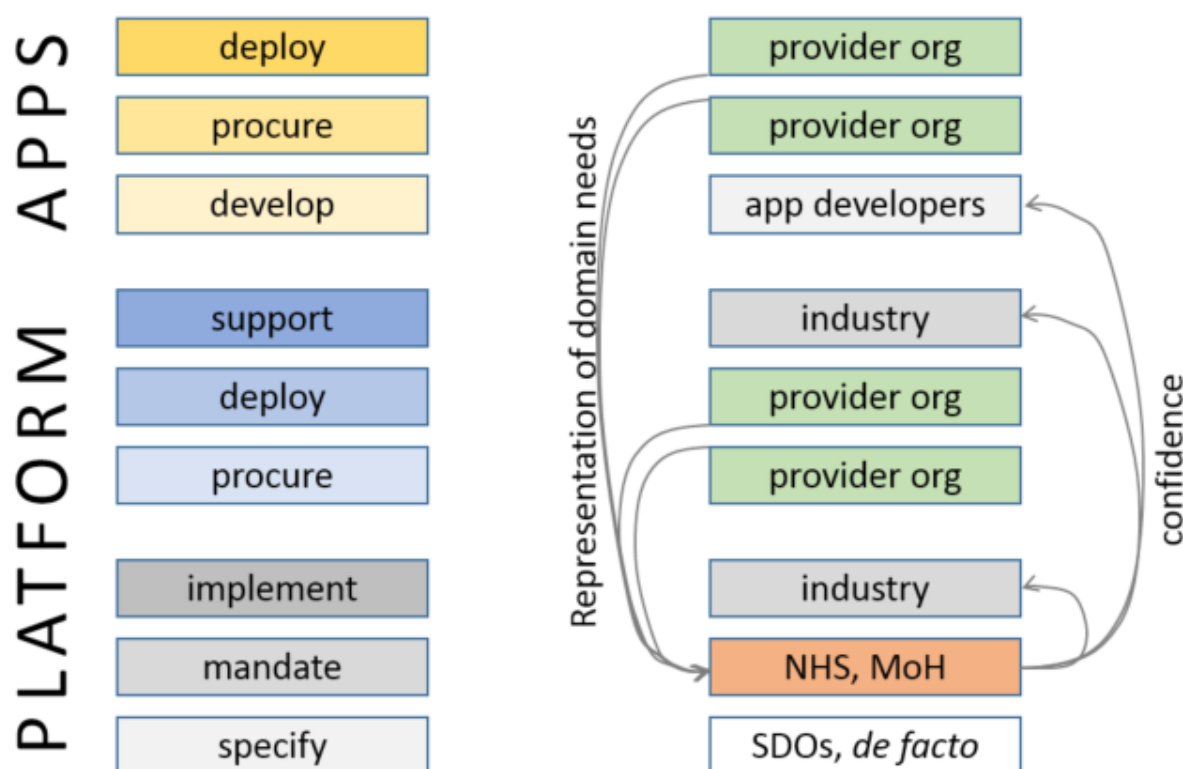 APPS
deploy
provider org
procure
provider org
develop
app developers
Representation of domain needs
PLATFORM
support
industry
deploy
provider org
procure
provider org
confidence
implement
industry
mandate
NHS, MoH
specify
SDOs, de facto